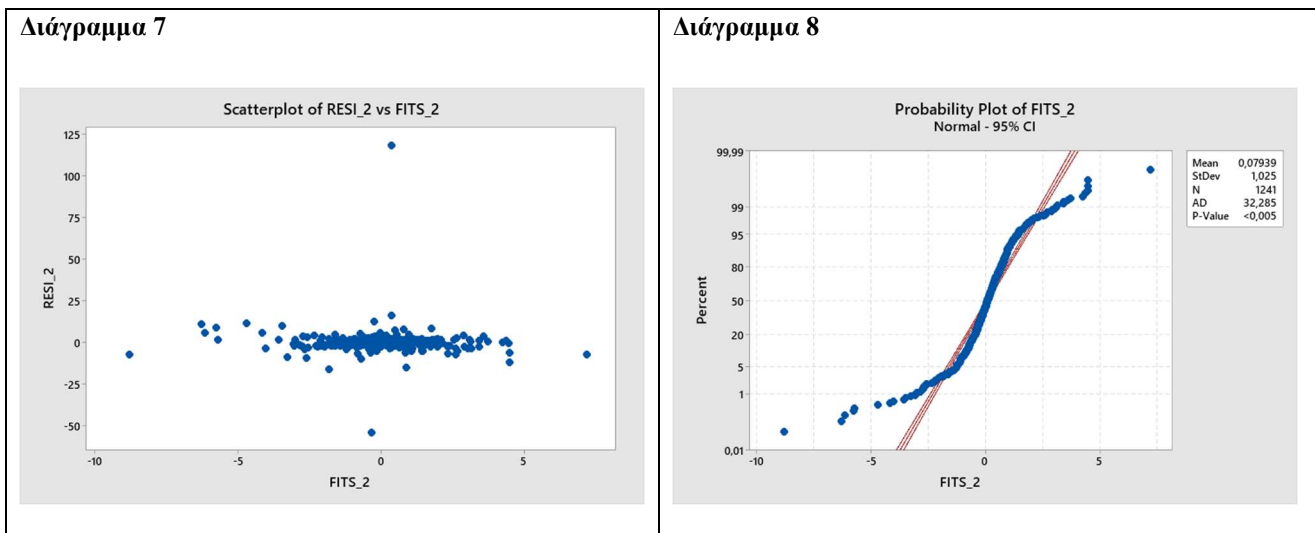 Διάγραμμα 7
Scatterplot of RESI_2 vs FITS_2
125
100
75
50
25
0
-25
-50
RESI_2
-10
-5
0
5
FITS_2
Διάγραμμα 8
Probability Plot of FITS_2
Normal - 95% CI
99,99
99
95
80
50
20
5
1
0,01
Percent
-10
-5
0
5
FITS_2
Mean 0,07939
StDev 1,025
N 1241
AD 32,285
P-Value <0,005